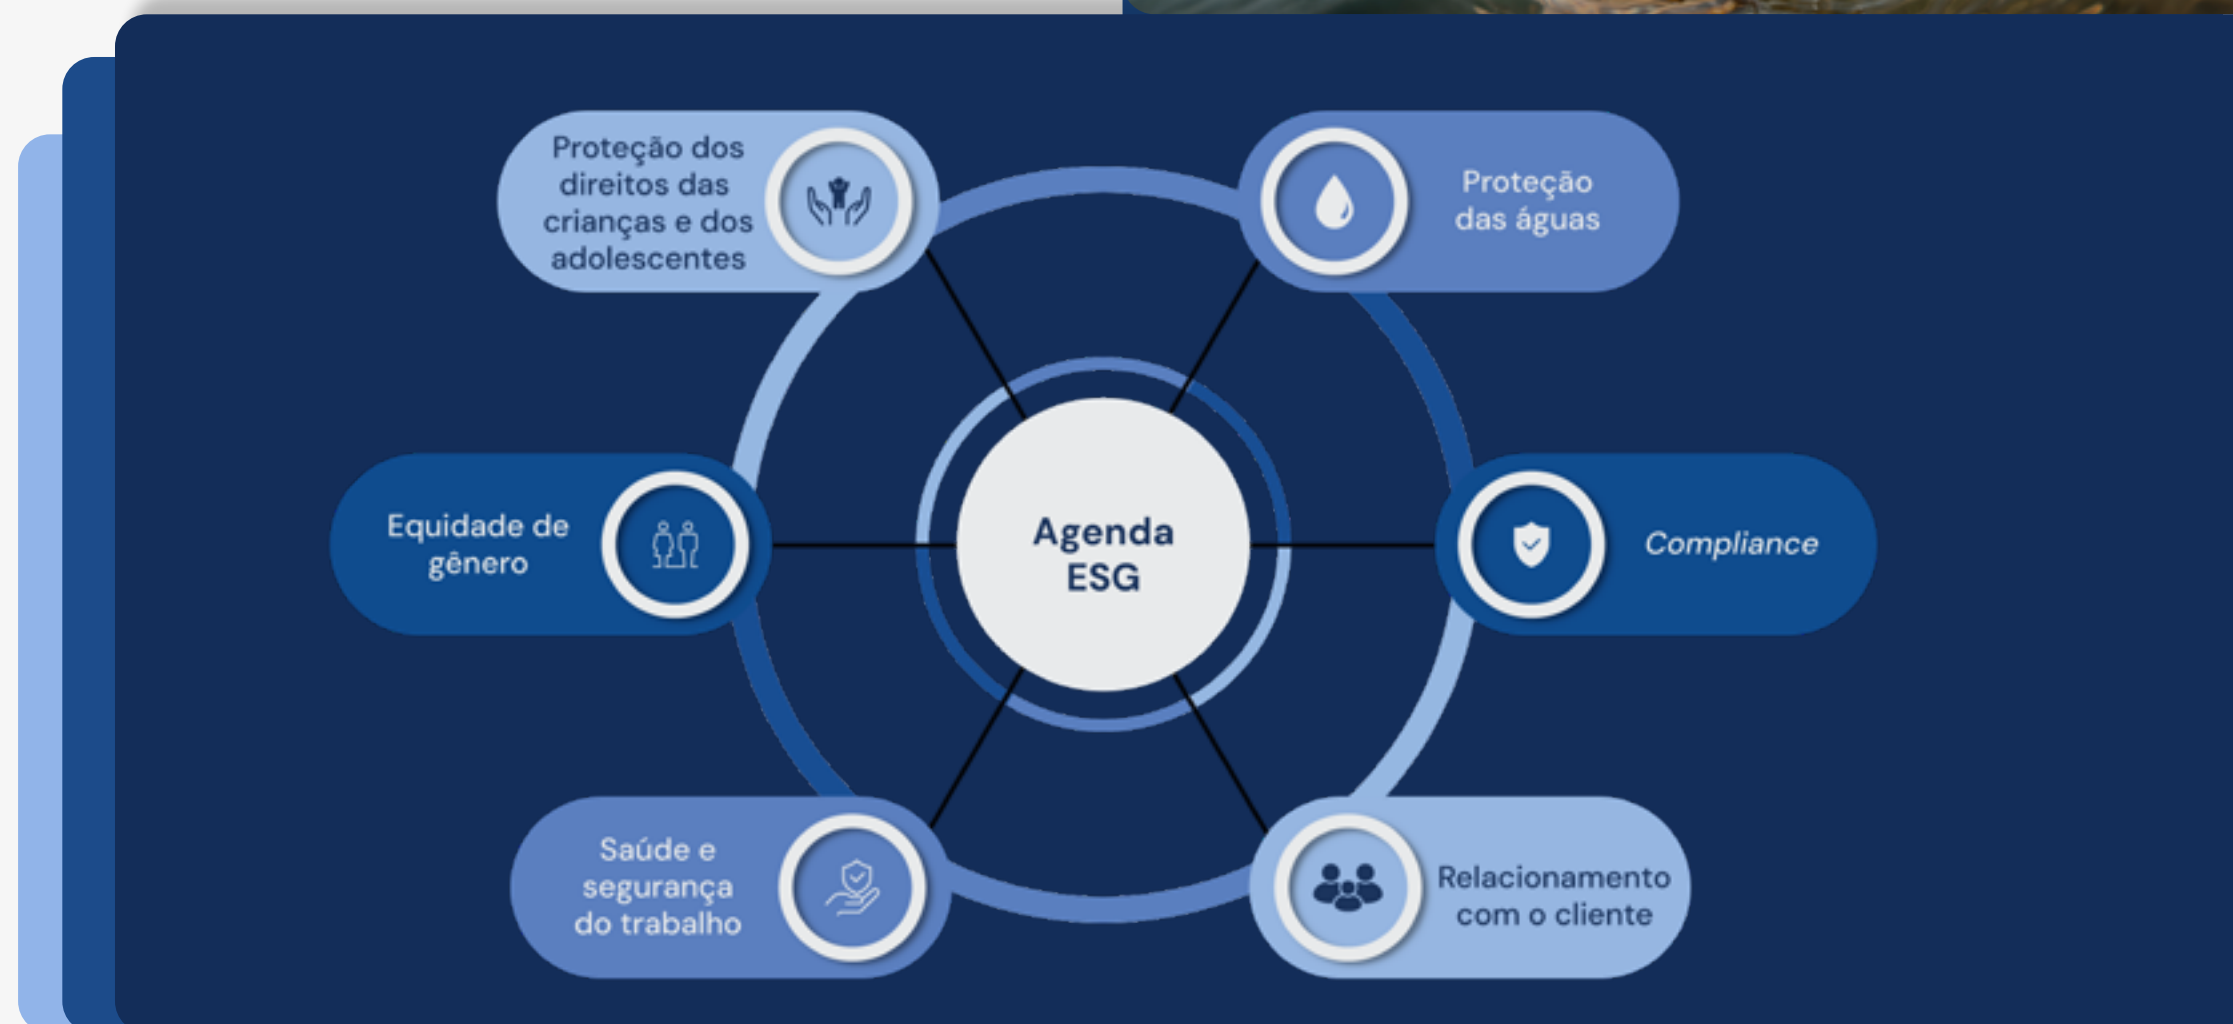 Proteção dos
direitos das
crianças e dos
adolescentes
Proteção
das águas
Equidade de
gênero
Agenda
ESG
Compliance
Saúde e
segurança
do trabalho
Relacionamento
com o cliente